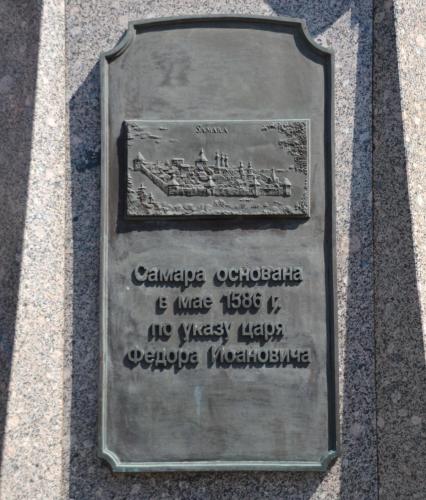 SAMARA
Самара основана
в мае 1586 г.
по указу царя
Федора Иоановича